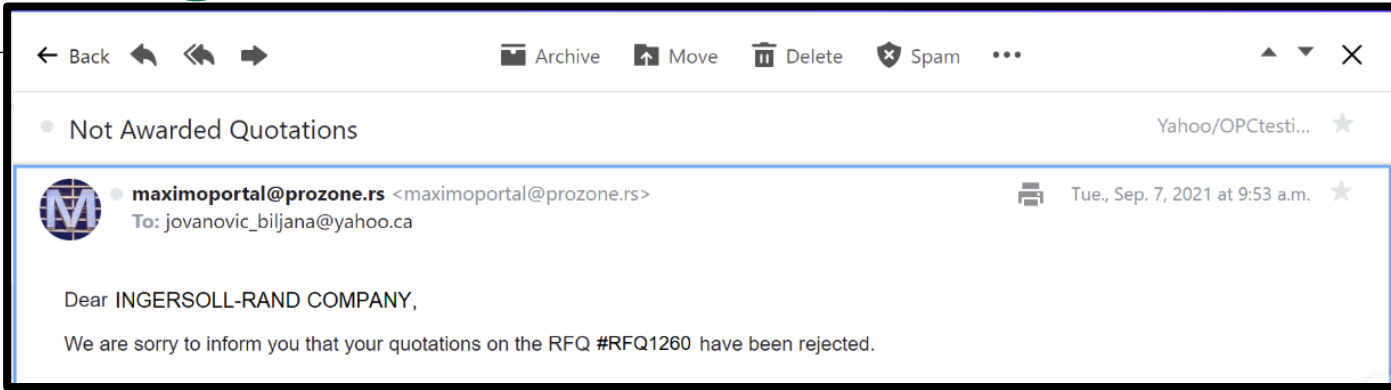 Back Archive Move Delete Spam
Not Awarded Quotations Yahoo/OPCtesti...
M maximoportal@prozone.rs <maximoportal@prozone.rs> Tue., Sep. 7, 2021 at 9:53 a.m.
To: jovanovic_biljana@yahoo.ca
Dear INGERSOLL-RAND COMPANY,
We are sorry to inform you that your quotations on the RFQ #RFQ1260 have been rejected.